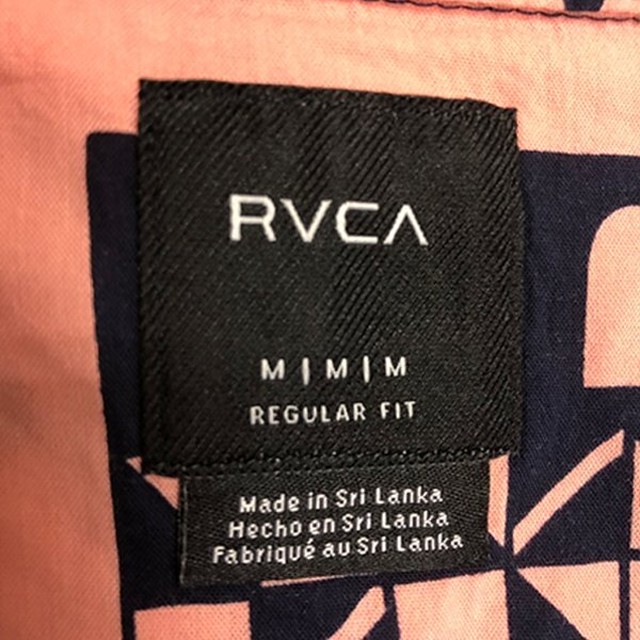 RVCA
M | M | M
REGULAR FIT
Made in Sri Lanka
Hecho en Sri Lanka
Fabriqué au Sri Lanka